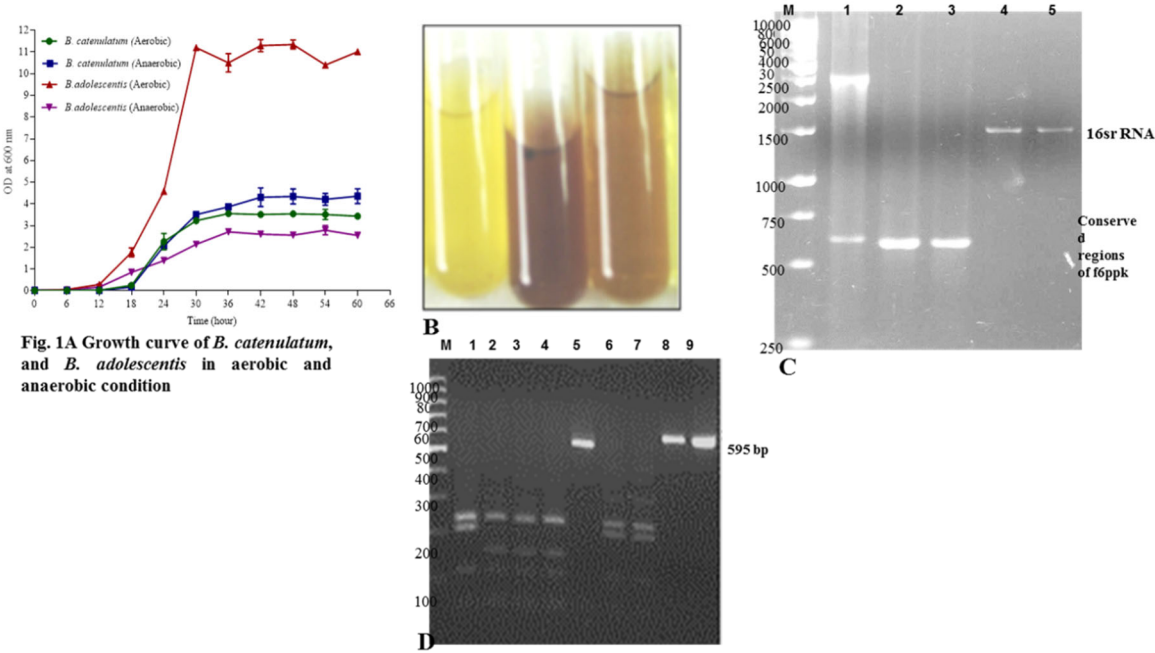 12
11
10
9
8
7
6
5
4
3
2
1
0
OD at 600 nm
B. catenulatum (Aerobic)
B. catenulatum (Anaerobic)
B.adolescentis (Aerobic)
B.adolescentis (Anaerobic)
0 6 12 18 24 30 36 42 48 54 60 66
Time (hour)
Fig. 1A Growth curve of B. catenulatum,
and B. adolescentis in aerobic and
anaerobic condition
B
M 1 2 3 4 5
10000
6000
4000
30
2500
2000
1500
1000
750
500
250
16sr RNA
Conserve
d
regions
of f6ppk
C
M 1 2 3 4 5 6 7 8 9
1000
900
80
700
60
500
400
300
200
100
595 bp
D